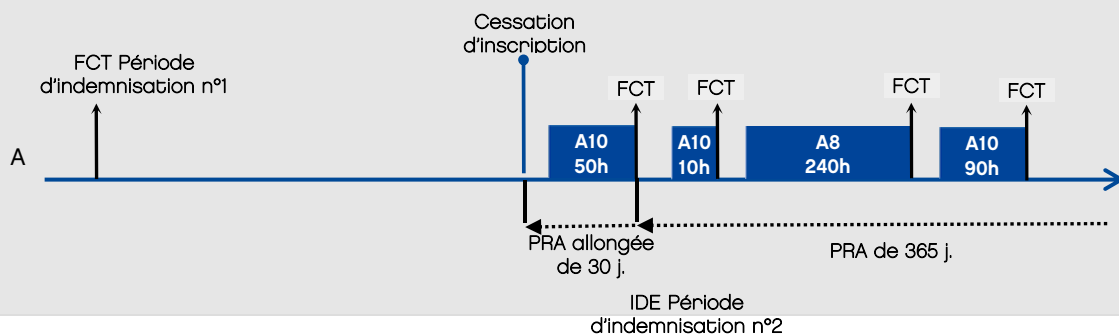 Cessation
d'inscription
FCT Période
d'indemnisation n°1
FCT
FCT
FCT
FCT
A
A10
50h
A10
10h
A8
240h
A10
90h
PRA allongée
de 30 j.
PRA de 365 j.
IDE Période
d'indemnisation n°2